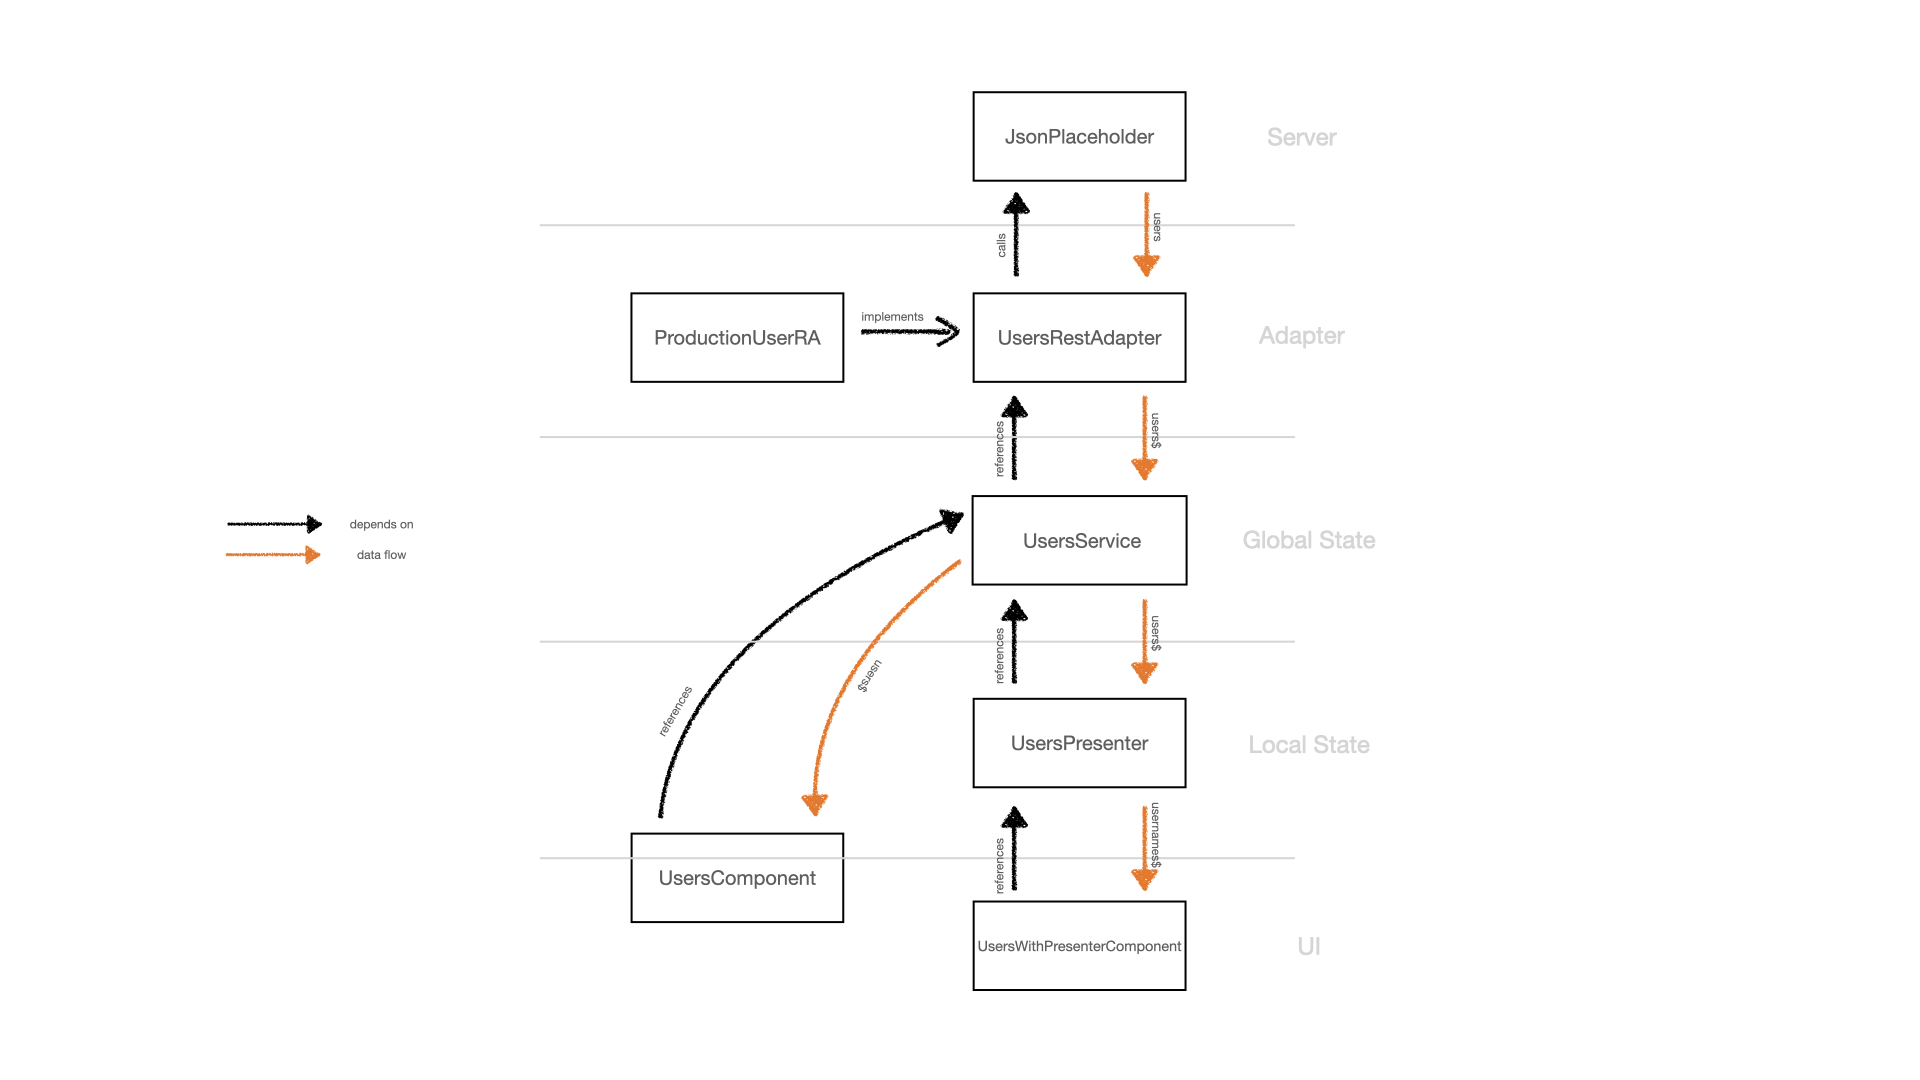 JsonPlaceholder
Server
calls
users
ProductionUserRA
implements
UsersRestAdapter
Adapter
references
users$
depends on
data flow
UsersService
Global State
references
users$
references
users$
UsersPresenter
Local State
references
usernames$
UsersComponent
UsersWithPresenterComponent
UI